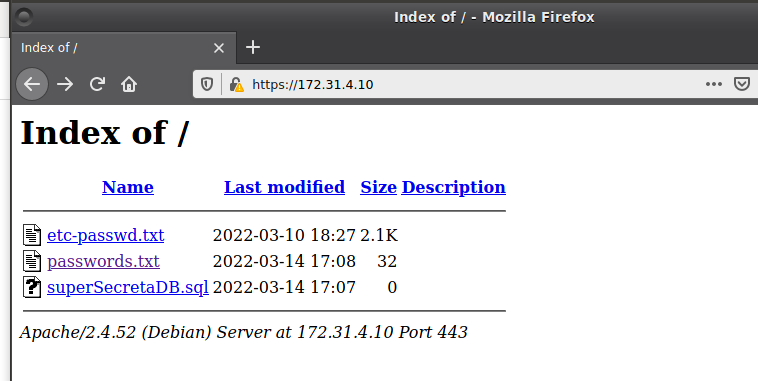 Index of / - Mozilla Firefox
Index of /
https://172.31.4.10
Index of /
Name Last modified Size Description
etc-passwd.txt 2022-03-10 18:27 2.1K
passwords.txt 2022-03-14 17:08 32
superSecretaDB.sql 2022-03-14 17:07 0
Apache/2.4.52 (Debian) Server at 172.31.4.10 Port 443